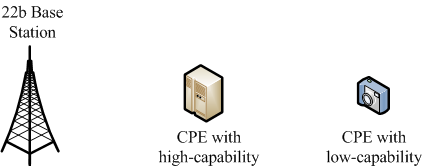 22b Base
Station
CPE with
high-capability
CPE with
low-capability